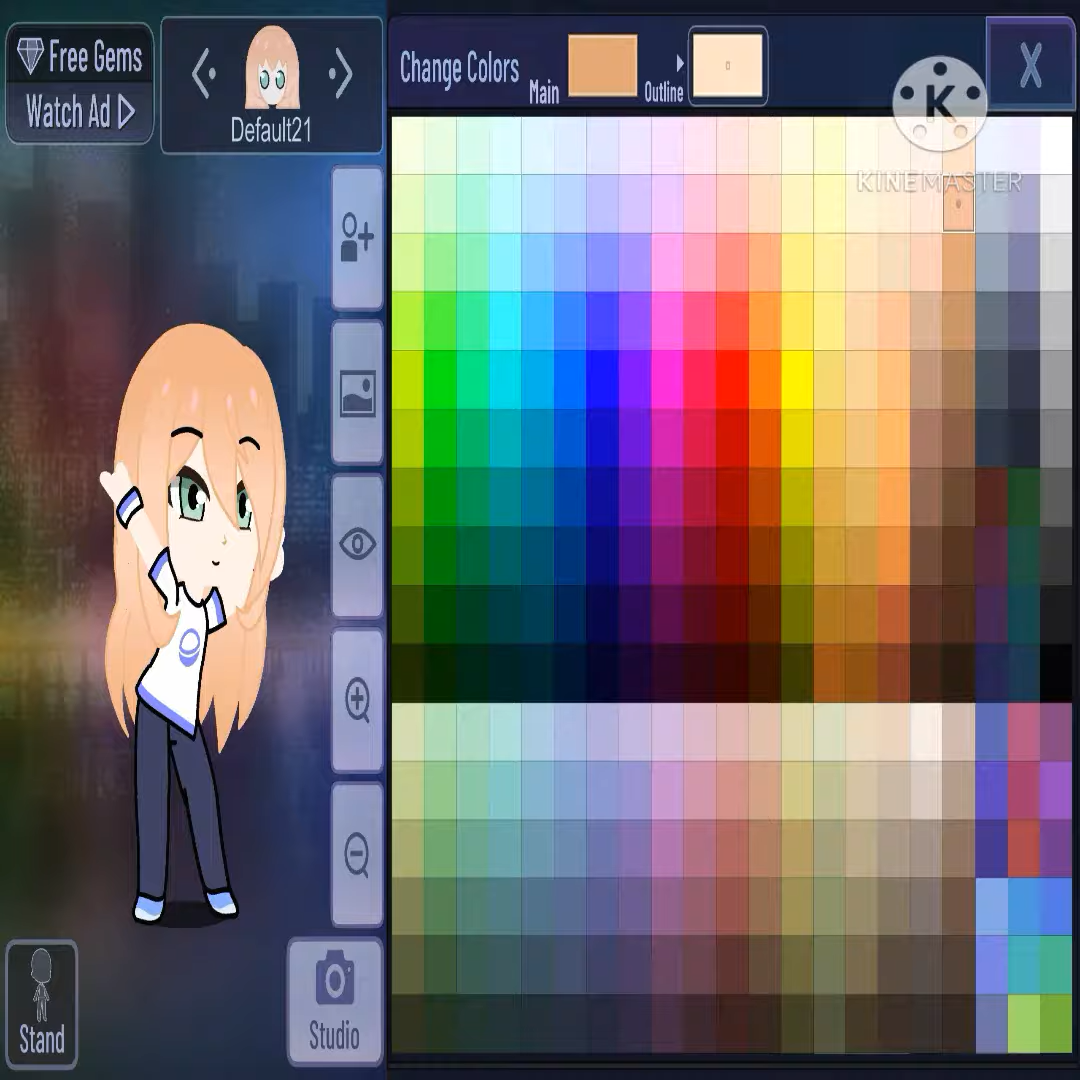 Free Gems
Watch Ad
Default21
Change Colors
Main
Outline
X
K
KINEMASTER
Stand
Studio